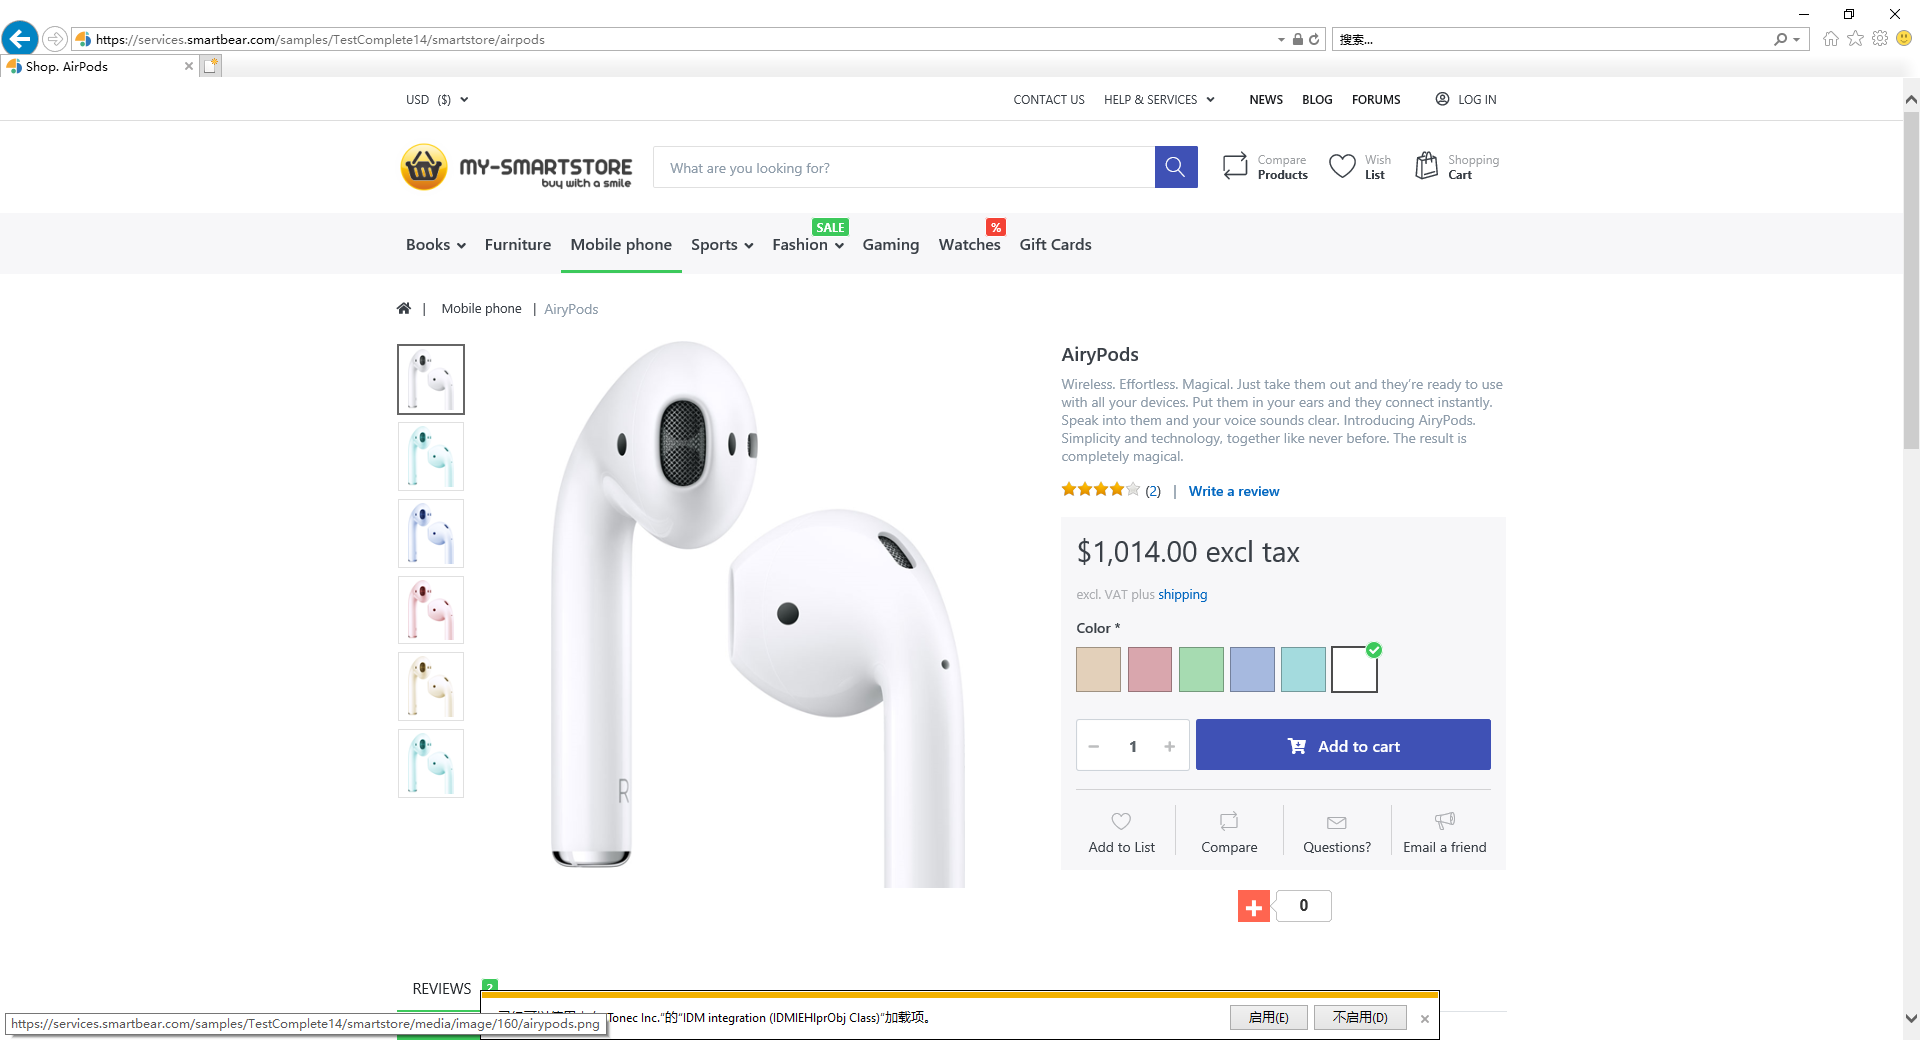 https://services.smartbear.com/samples/TestComplete14/smartstore/airpods
搜索...
Shop. AirPods
USD ($)
CONTACT US
HELP & SERVICES
NEWS
BLOG
FORUMS
LOG IN
MY-SMARTSTORE
buy with a smile
What are you looking for?
Compare
Products
Wish
List
Shopping
Cart
SALE
%
Books
Furniture
Mobile phone
Sports
Fashion
Gaming
Watches
Gift Cards
| Mobile phone | AiryPods
AiryPods
Wireless. Effortless. Magical. Just take them out and they’re ready to use
with all your devices. Put them in your ears and they connect instantly.
Speak into them and your voice sounds clear. Introducing AiryPods.
Simplicity and technology, together like never before. The result is
completely magical.
(2) | Write a review
$1,014.00 excl tax
excl. VAT plus shipping
Color *
R
1
Add to cart
Add to List
Compare
Questions?
Email a friend
0
REVIEWS
2
Tonec Inc.”的“IDM integration (IDMIEHlprObj Class)”加载项。
启用(E)
不启用(D)
https://services.smartbear.com/samples/TestComplete14/smartstore/media/image/160/airypods.png